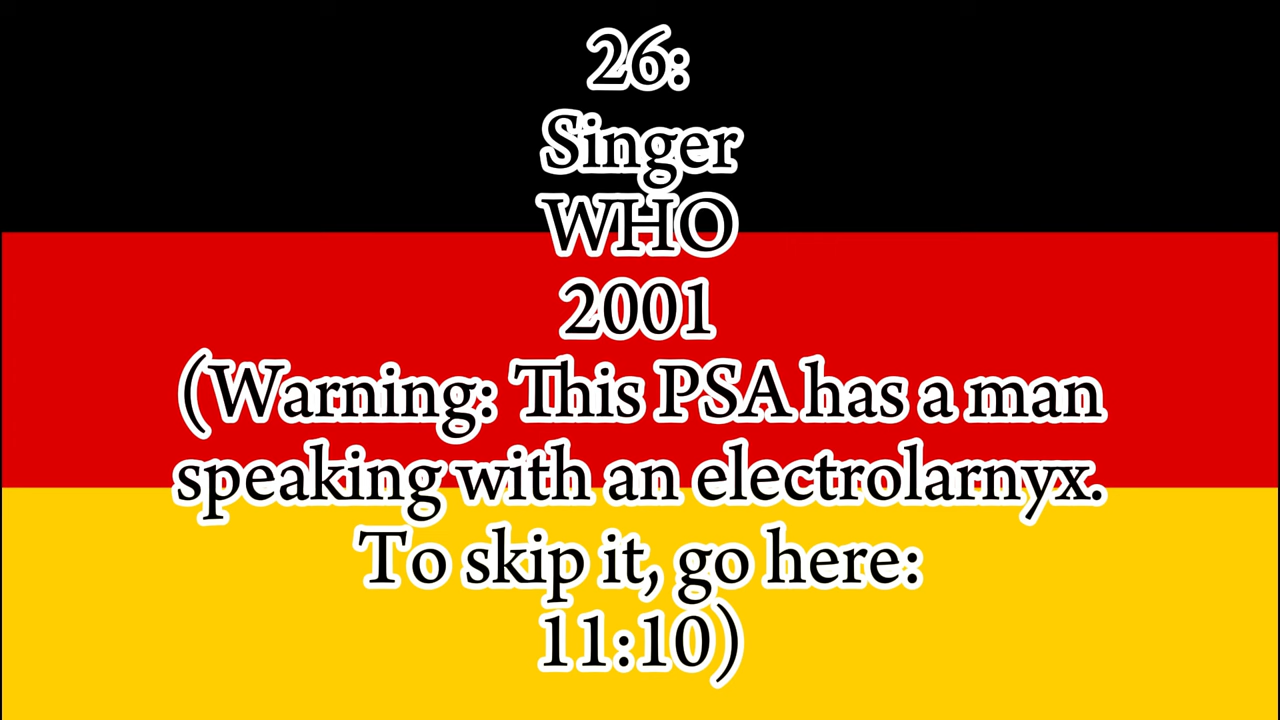 26:
Singer
WHO
2001
(Warning: This PSA has a man
speaking with an electrolarnyx.
To skip it, go here:
11:10)